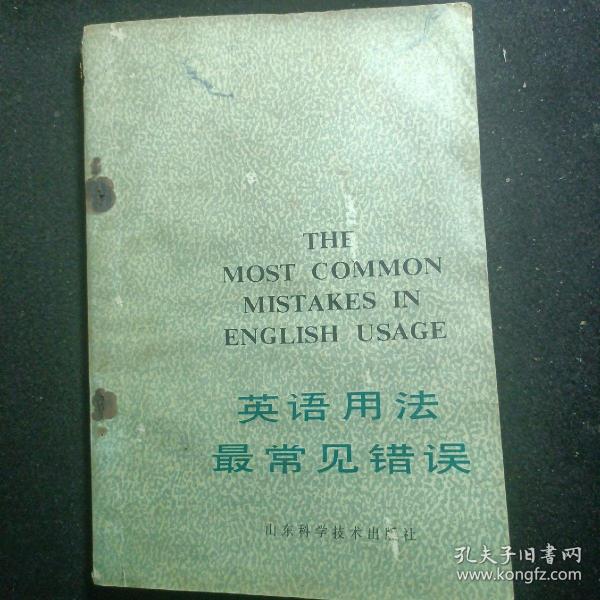 THE
MOST COMMON
MISTAKES IN
ENGLISH USAGE
英语用法
最常见错误
山东科学技术出版社
孔夫子旧书网
www.kongfz.com